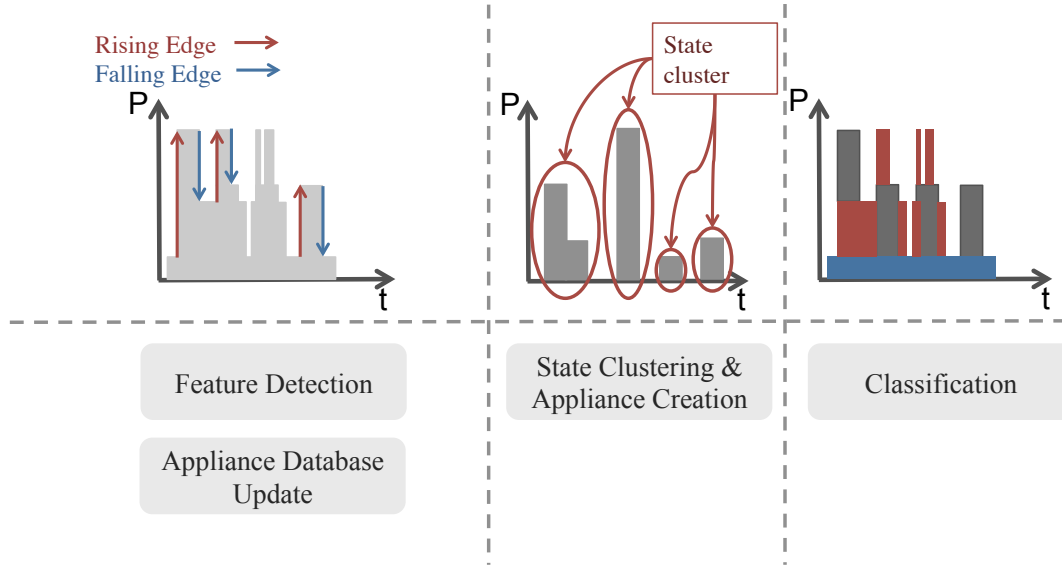 Rising Edge
Falling Edge
P
t
State
cluster
P
t
P
t
Feature Detection
State Clustering &
Appliance Creation
Classification
Appliance Database
Update